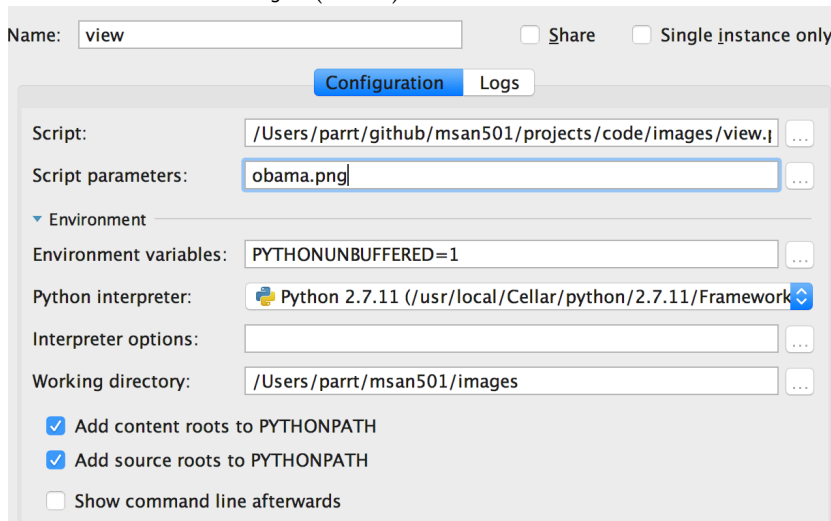 Name: view Share Single instance only
Configuration Logs
Script: /Users/parrt/github/msan501/projects/code/images/view.p ...
Script parameters: obama.png ...
Environment
Environment variables: PYTHONUNBUFFERED=1 ...
Python interpreter: Python 2.7.11 (/usr/local/Cellar/python/2.7.11/Framework
Interpreter options: ...
Working directory: /Users/parrt/msan501/images ...
Add content roots to PYTHONPATH
Add source roots to PYTHONPATH
Show command line afterwards